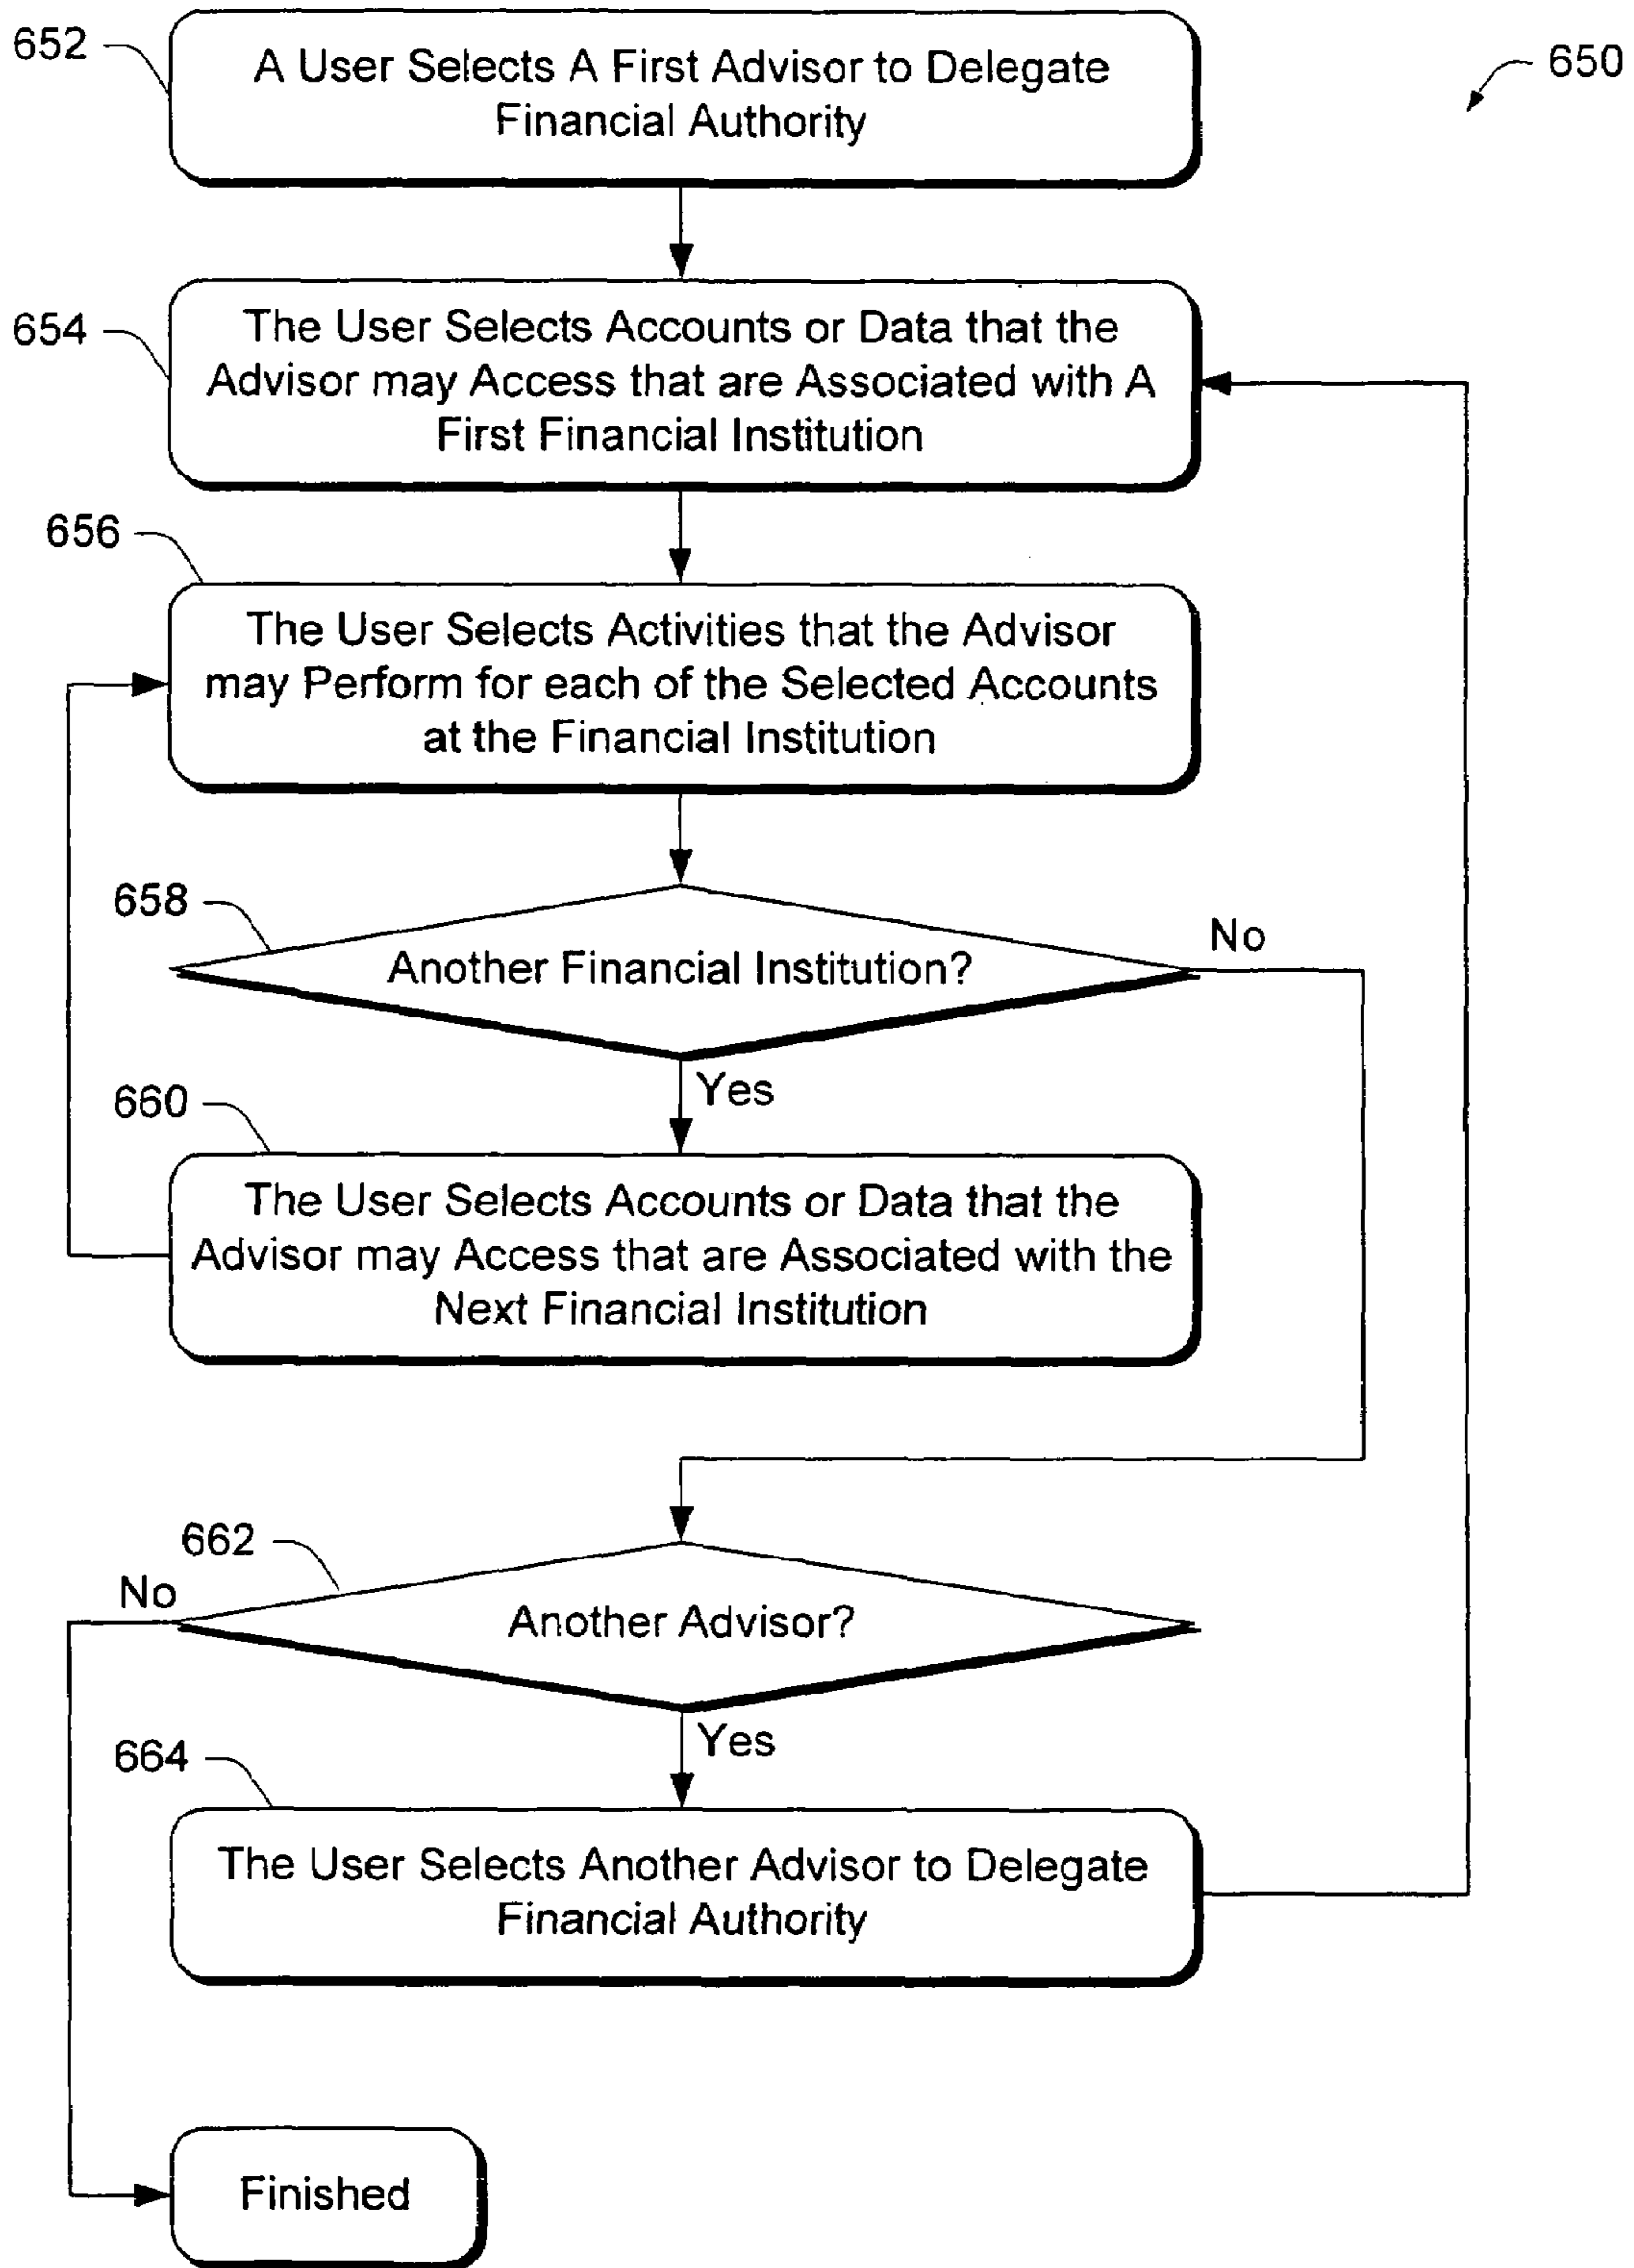 652
A User Selects A First Advisor to Delegate
Financial Authority
650
654
The User Selects Accounts or Data that the
Advisor may Access that are Associated with A
First Financial Institution
656
The User Selects Activities that the Advisor
may Perform for each of the Selected Accounts
at the Financial Institution
658
Another Financial Institution?
No
Yes
660
The User Selects Accounts or Data that the
Advisor may Access that are Associated with the
Next Financial Institution
662
No
Another Advisor?
Yes
664
The User Selects Another Advisor to Delegate
Financial Authority
Finished